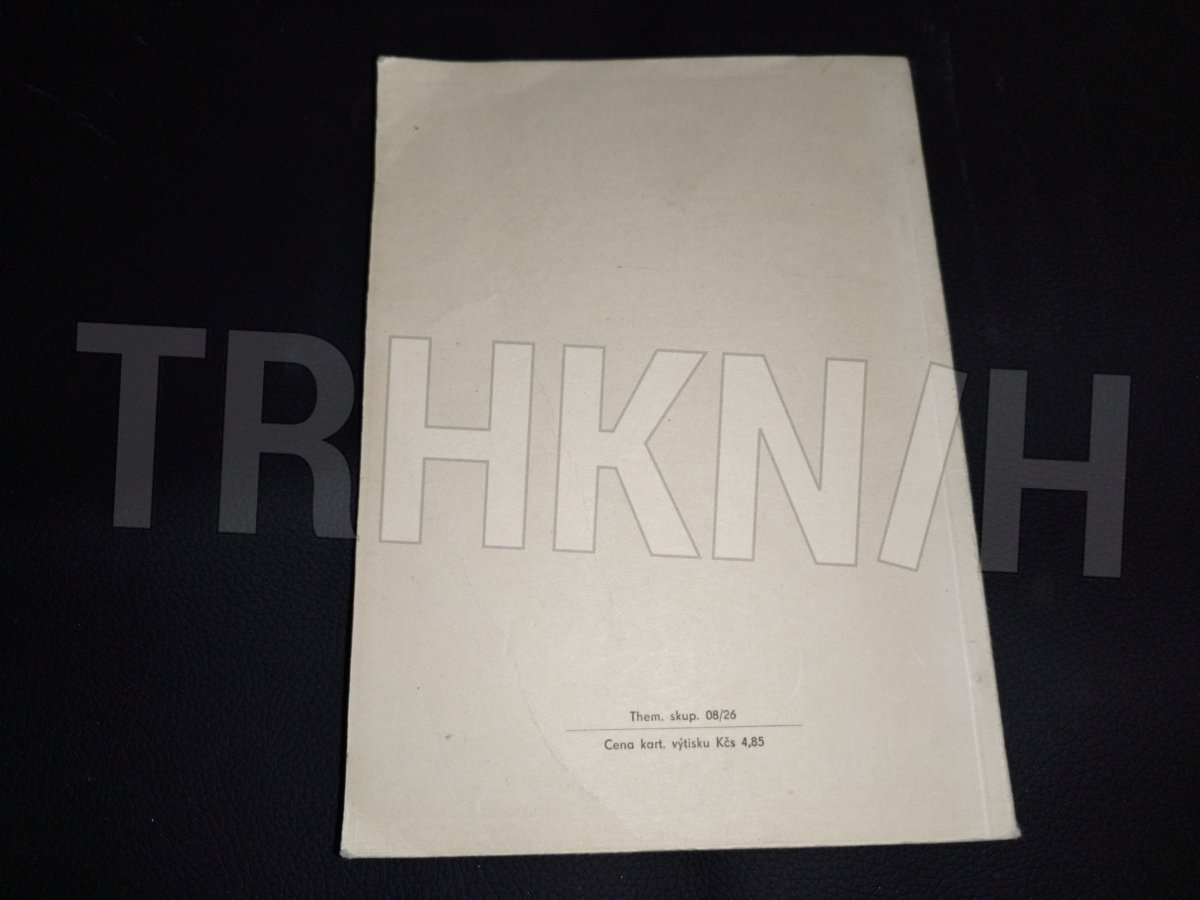 TRHKNIH
Them. skup. 08/26
Cena kart. výtisku Kčs 4,85